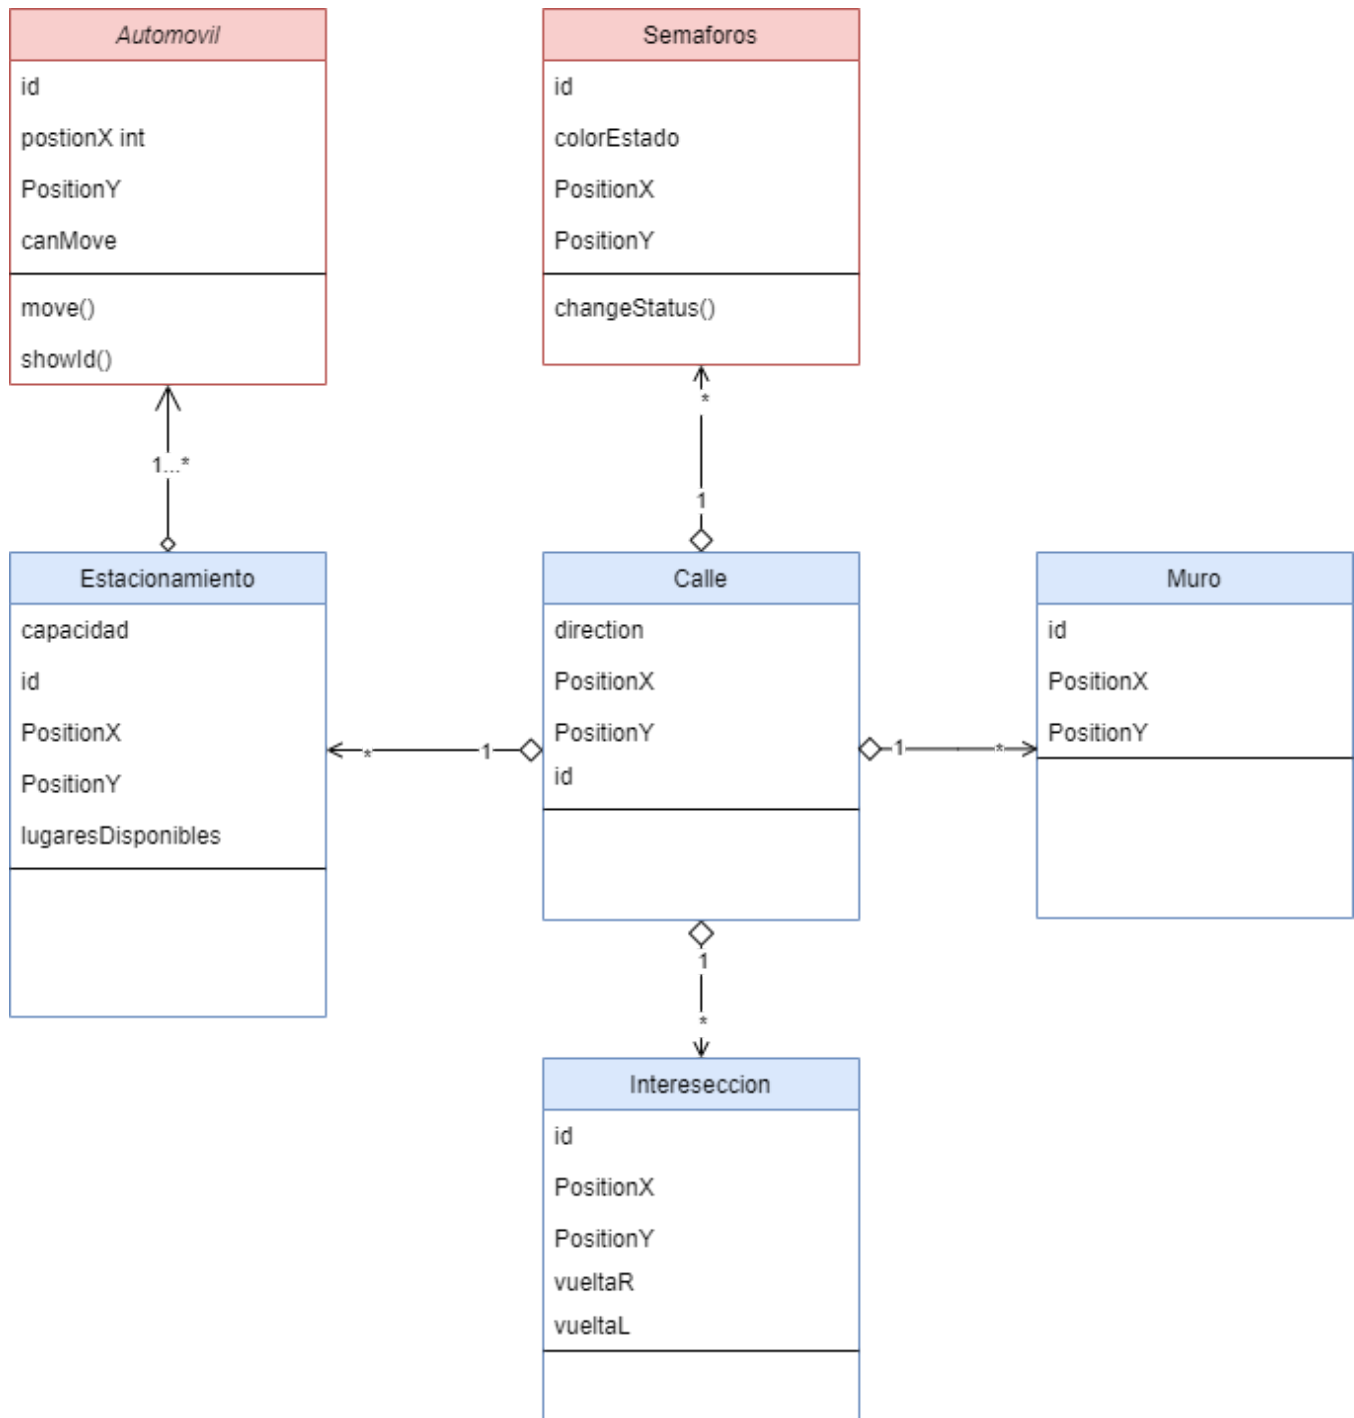 Automovil
id
postionX int
PositionY
canMove
move()
showId()
Semaforos
id
colorEstado
PositionX
PositionY
changeStatus()
1...*
*
1
Estacionamiento
capacidad
id
PositionX
PositionY
lugaresDisponibles
*
1
Calle
direction
PositionX
PositionY
id
1
*
Muro
id
PositionX
PositionY
1
*
Intereseccion
id
PositionX
PositionY
vueltaR
vueltaL